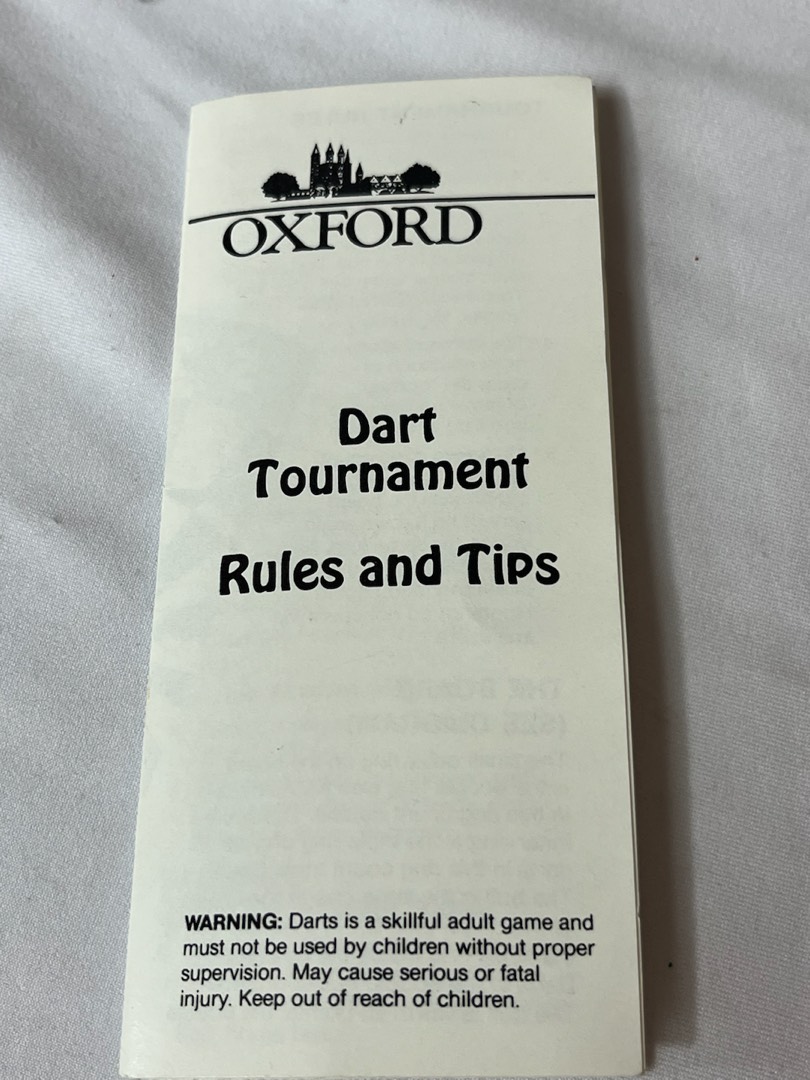 OXFORD
Dart
Tournament
Rules and Tips
WARNING: Darts is a skillful adult game and
must not be used by children without proper
supervision. May cause serious or fatal
injury. Keep out of reach of children.